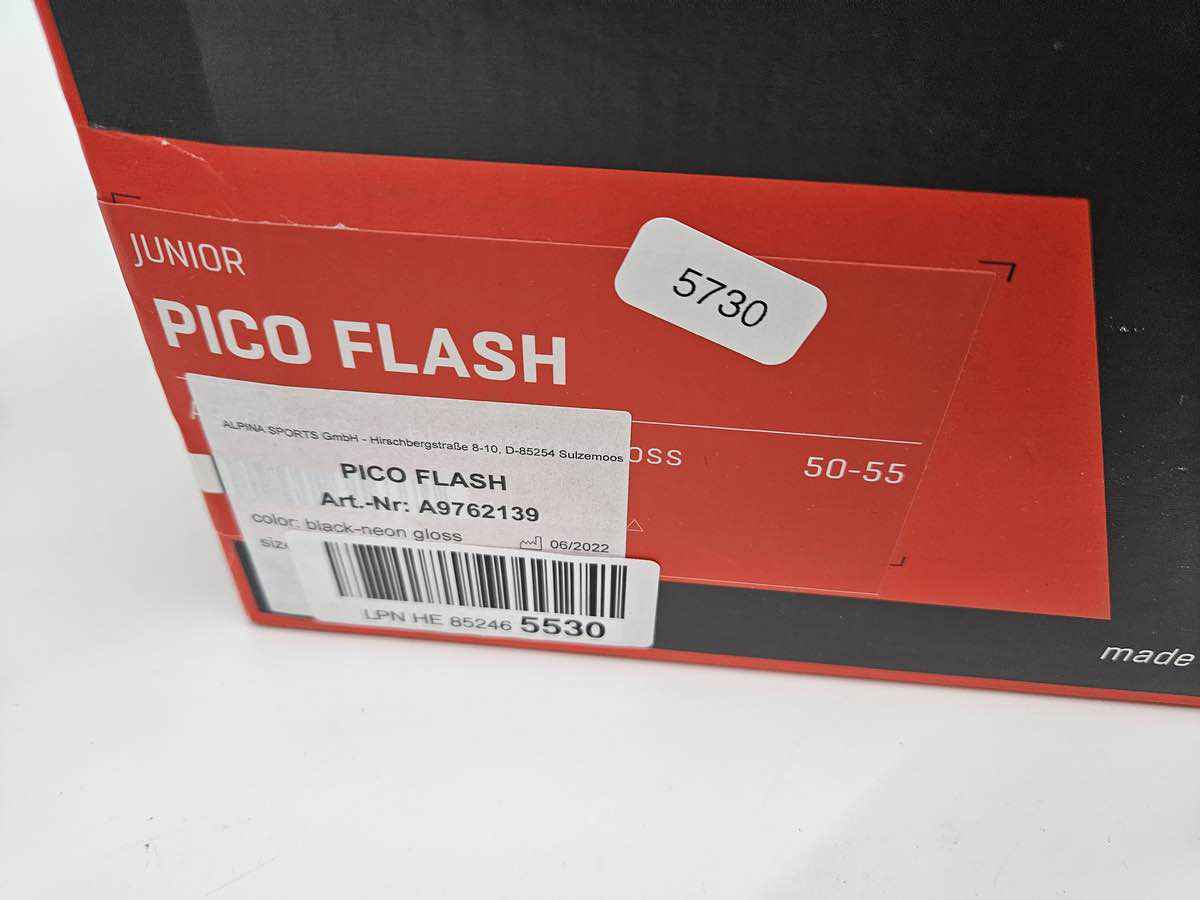 JUNIOR
5730
PICO FLASH
50-55
ALPINA SPORTS GmbH - Hirschbergstraße 8-10, D-85254 Sulzemoos
PICO FLASH
Art.-Nr: A9762139
color: black-neon gloss
06/2022
LPN HE 85246 5530
made